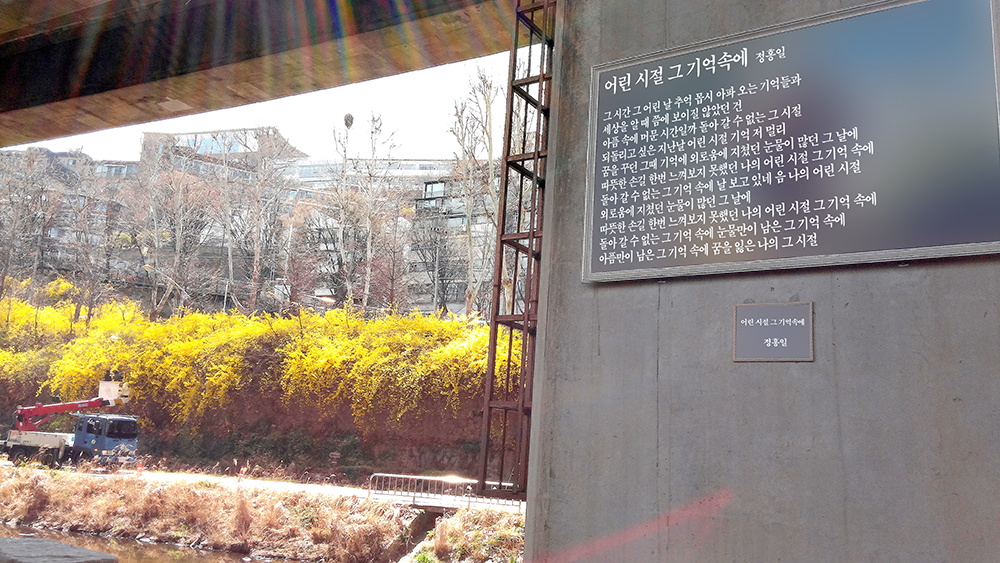 어린 시절 그 기억속에 정홍일
그 시간 그 어린 날 추억 몹시 아파 오는 기억들과
세상을 알 때 쯤에 보이질 않았던 건
아픔 속에 머문 시간일까 돌아 갈 수 없는 그 시절
되돌리고 싶은 지난날 어린 시절 기억 저 멀리
꿈을 꾸던 그때 기억에 외로움에 지쳤던 눈물이 많던 그 날에
따뜻한 손길 한번 느껴보지 못했던 나의 어린 시절 그 기억 속에
돌아 갈 수 없는 그 기억 속에 날 보고 있네 음 나의 어린 시절
외로움에 지쳤던 눈물이 많던 그 날에
따뜻한 손길 한번 느껴보지 못했던 나의 어린 시절 그 기억 속에
돌아 갈 수 없는 그 기억 속에 눈물만이 남은 그 기억 속에
아픔만이 남은 그 기억 속에 꿈을 잃은 나의 그 시절
어린 시절 그 기억속에
정홍일